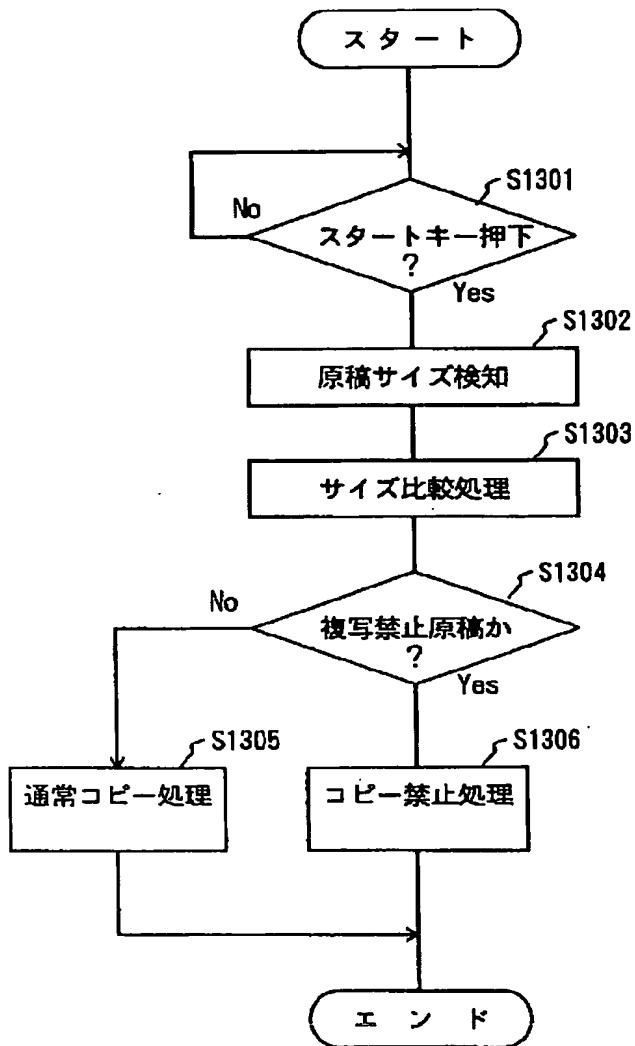 スタート
S1301
No
スタートキー押下
?
Yes
S1302
原稿サイズ検知
S1303
サイズ比較処理
S1304
No
複写禁止原稿か
?
Yes
S1305
通常コピー処理
S1306
コピー禁止処理
エンド